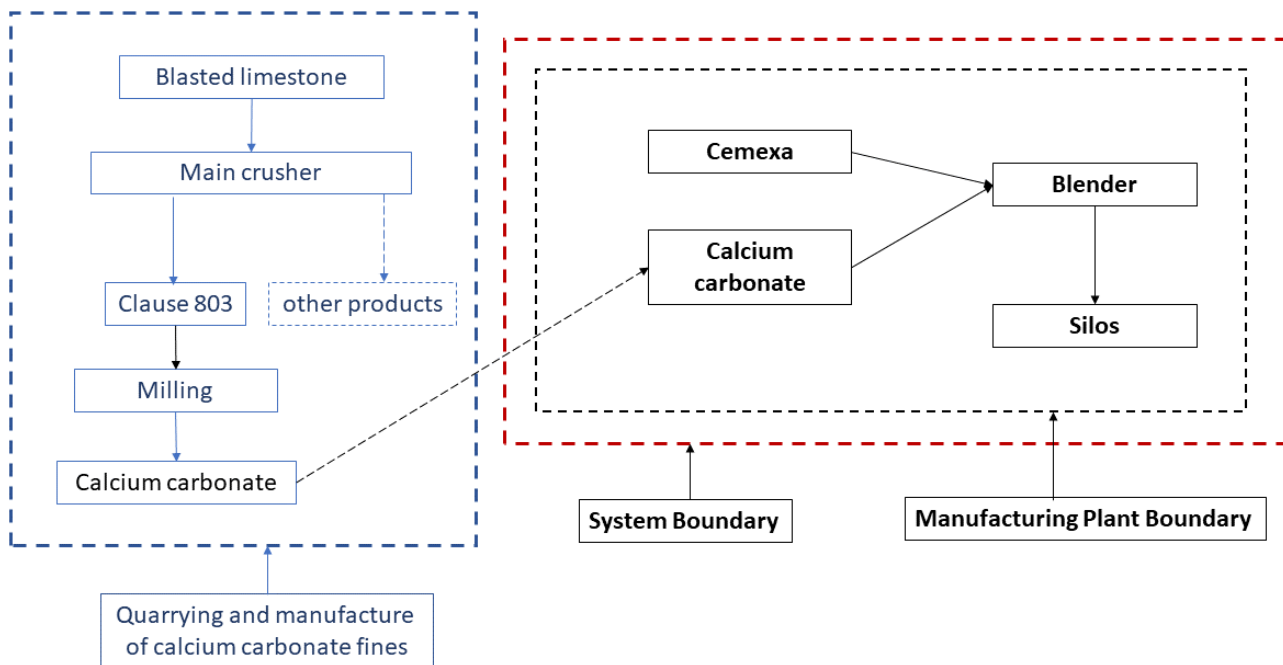 Blasted limestone
Main crusher
Clause 803
other products
Milling
Calcium carbonate
Quarrying and manufacture
of calcium carbonate fines
Cemexa
Calcium
carbonate
Blender
Silos
System Boundary
Manufacturing Plant Boundary